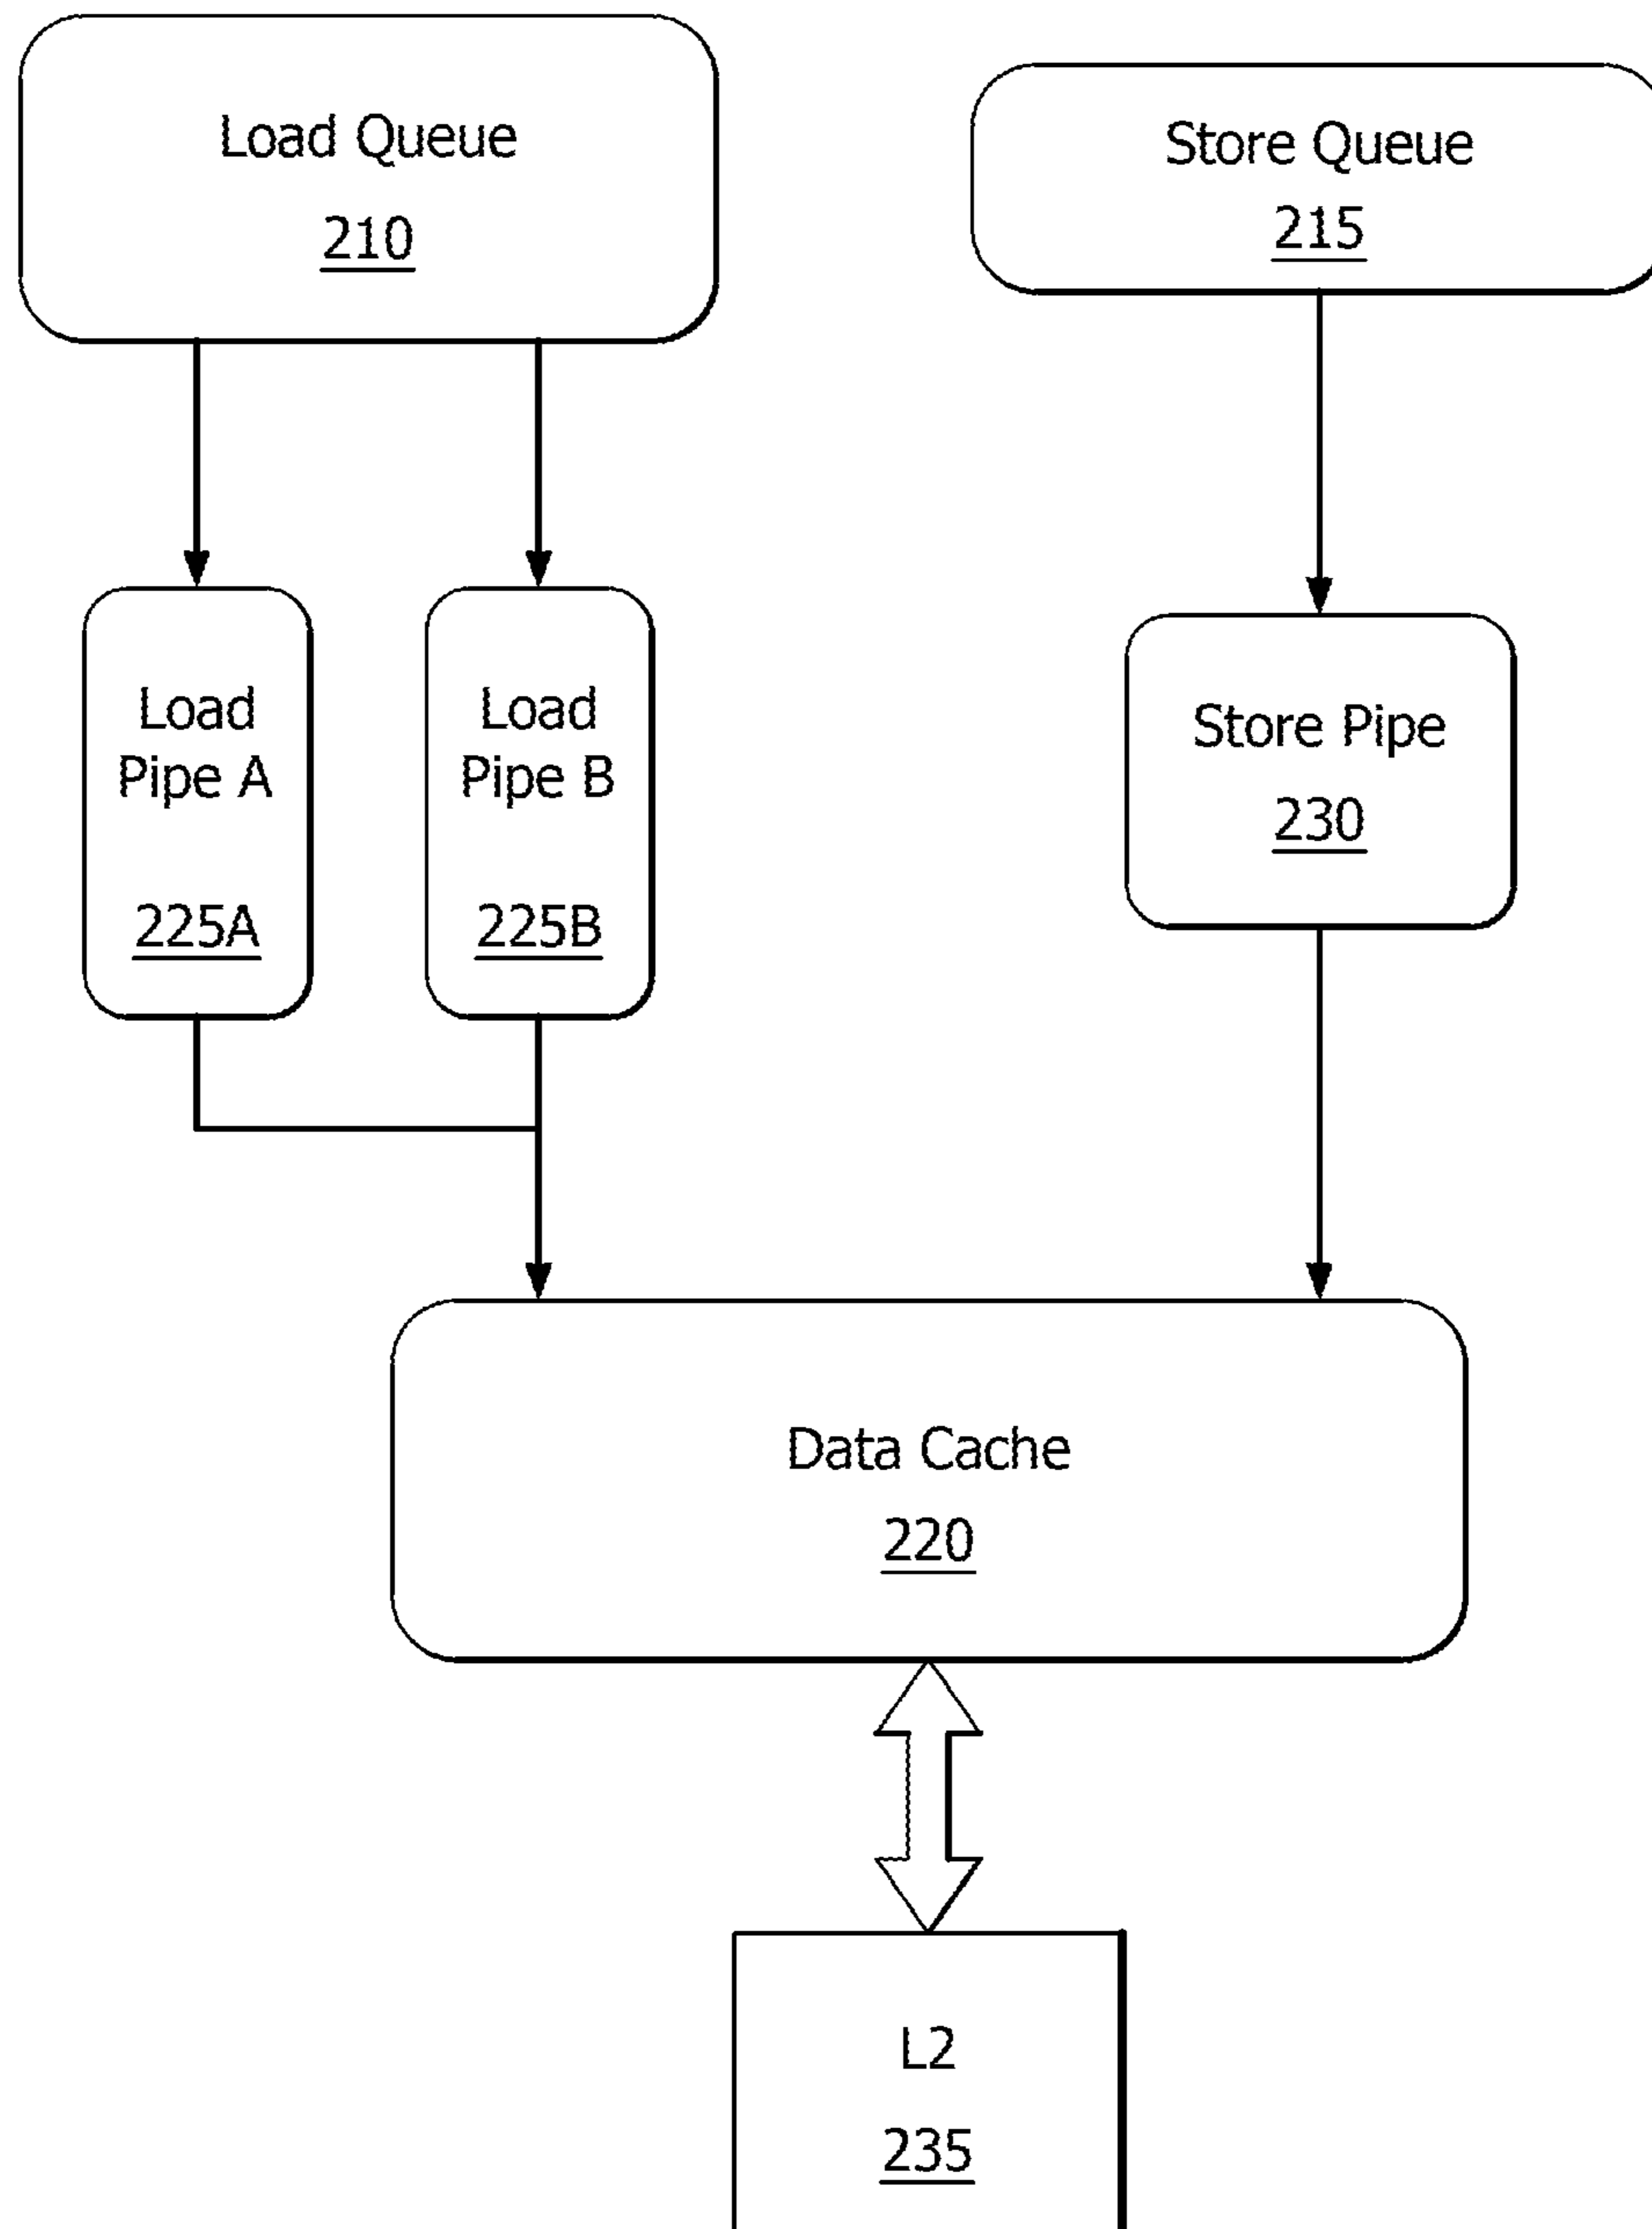 Load Queue
210
Store Queue
215
Load
Pipe A
225A
Load
Pipe B
225B
Store Pipe
230
Data Cache
220
L2
235